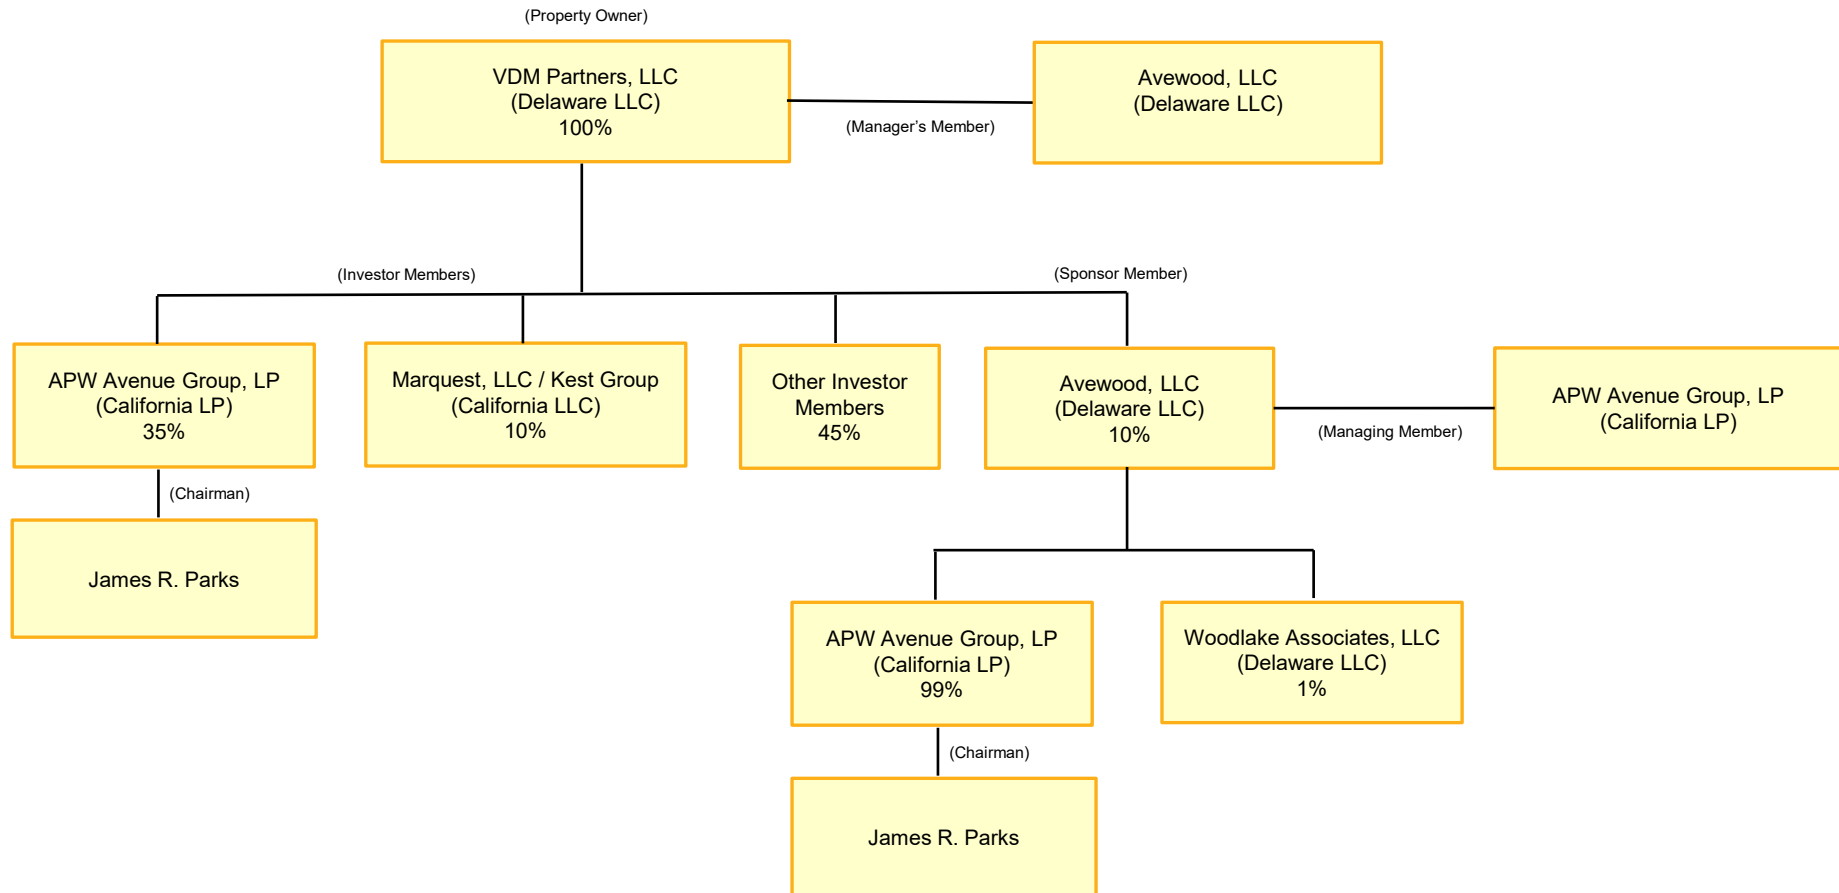 (Property Owner)
VDM Partners, LLC
(Delaware LLC)
100%
(Manager’s Member)
Avewood, LLC
(Delaware LLC)
(Investor Members)
(Sponsor Member)
APW Avenue Group, LP
(California LP)
35%
Marquest, LLC / Kest Group
(California LLC)
10%
Other Investor
Members
45%
Avewood, LLC
(Delaware LLC)
10%
(Managing Member)
APW Avenue Group, LP
(California LP)
(Chairman)
James R. Parks
APW Avenue Group, LP
(California LP)
99%
Woodlake Associates, LLC
(Delaware LLC)
1%
(Chairman)
James R. Parks